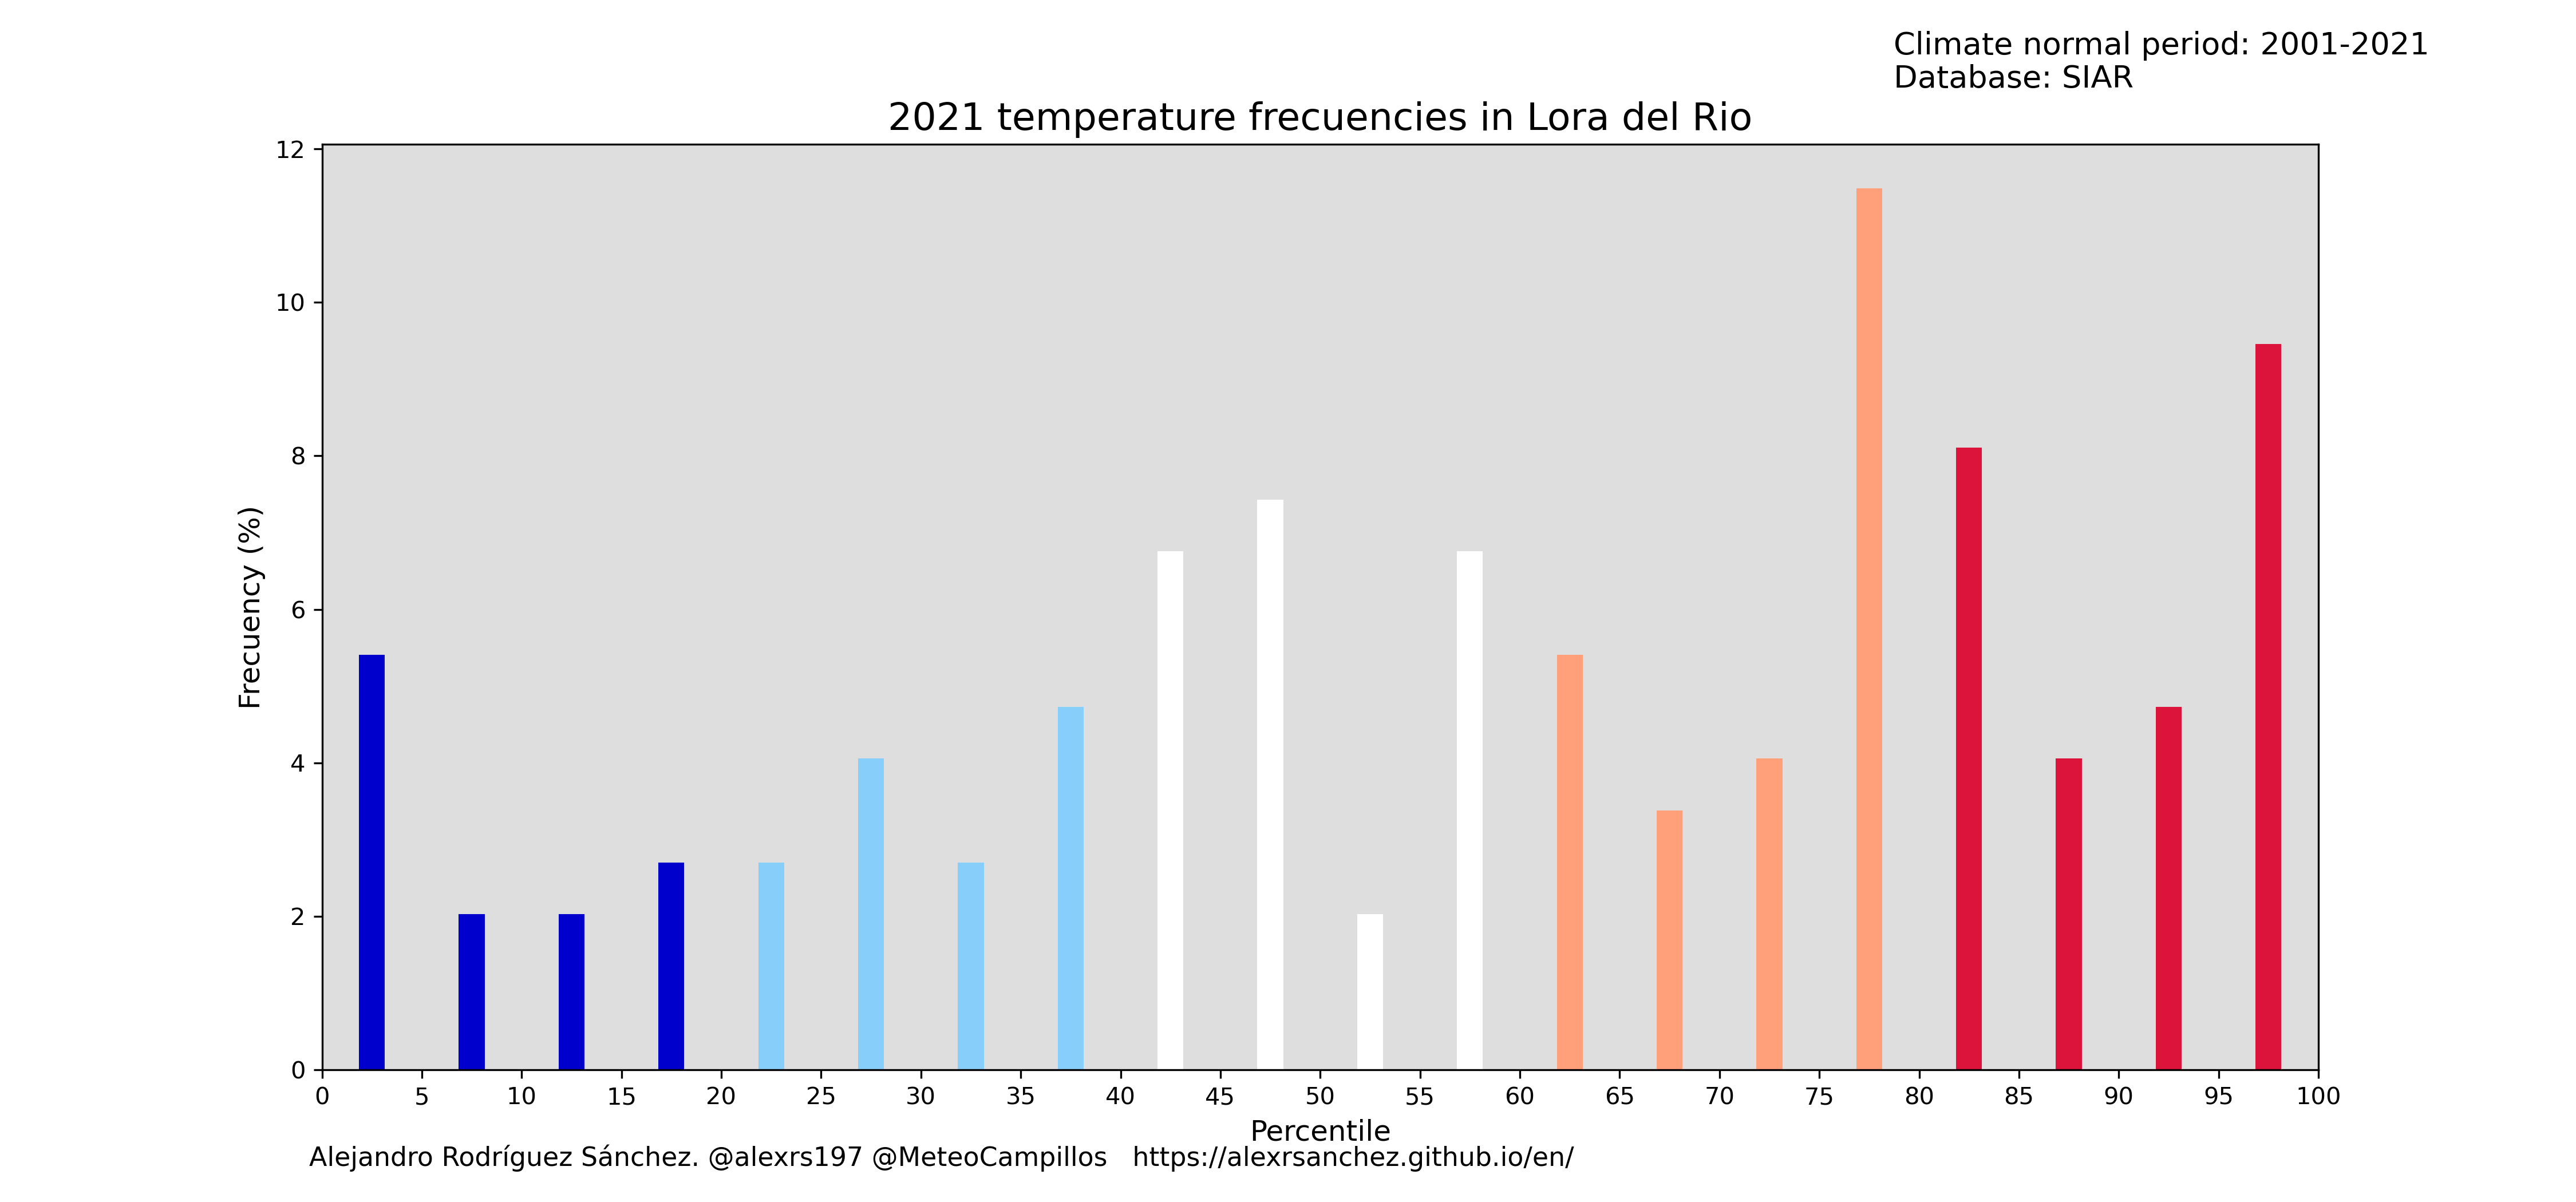 Climate normal period: 2001-2021
Database: SIAR
2021 temperature frecuencies in Lora del Rio
12
10
8
6
4
2
0
Frecuency (%)
0 5 10 15 20 25 30 35 40 45 50 55 60 65 70 75 80 85 90 95 100
Percentile
Alejandro Rodríguez Sánchez. @alexrs197 @MeteoCampillos https://alexrsanchez.github.io/en/